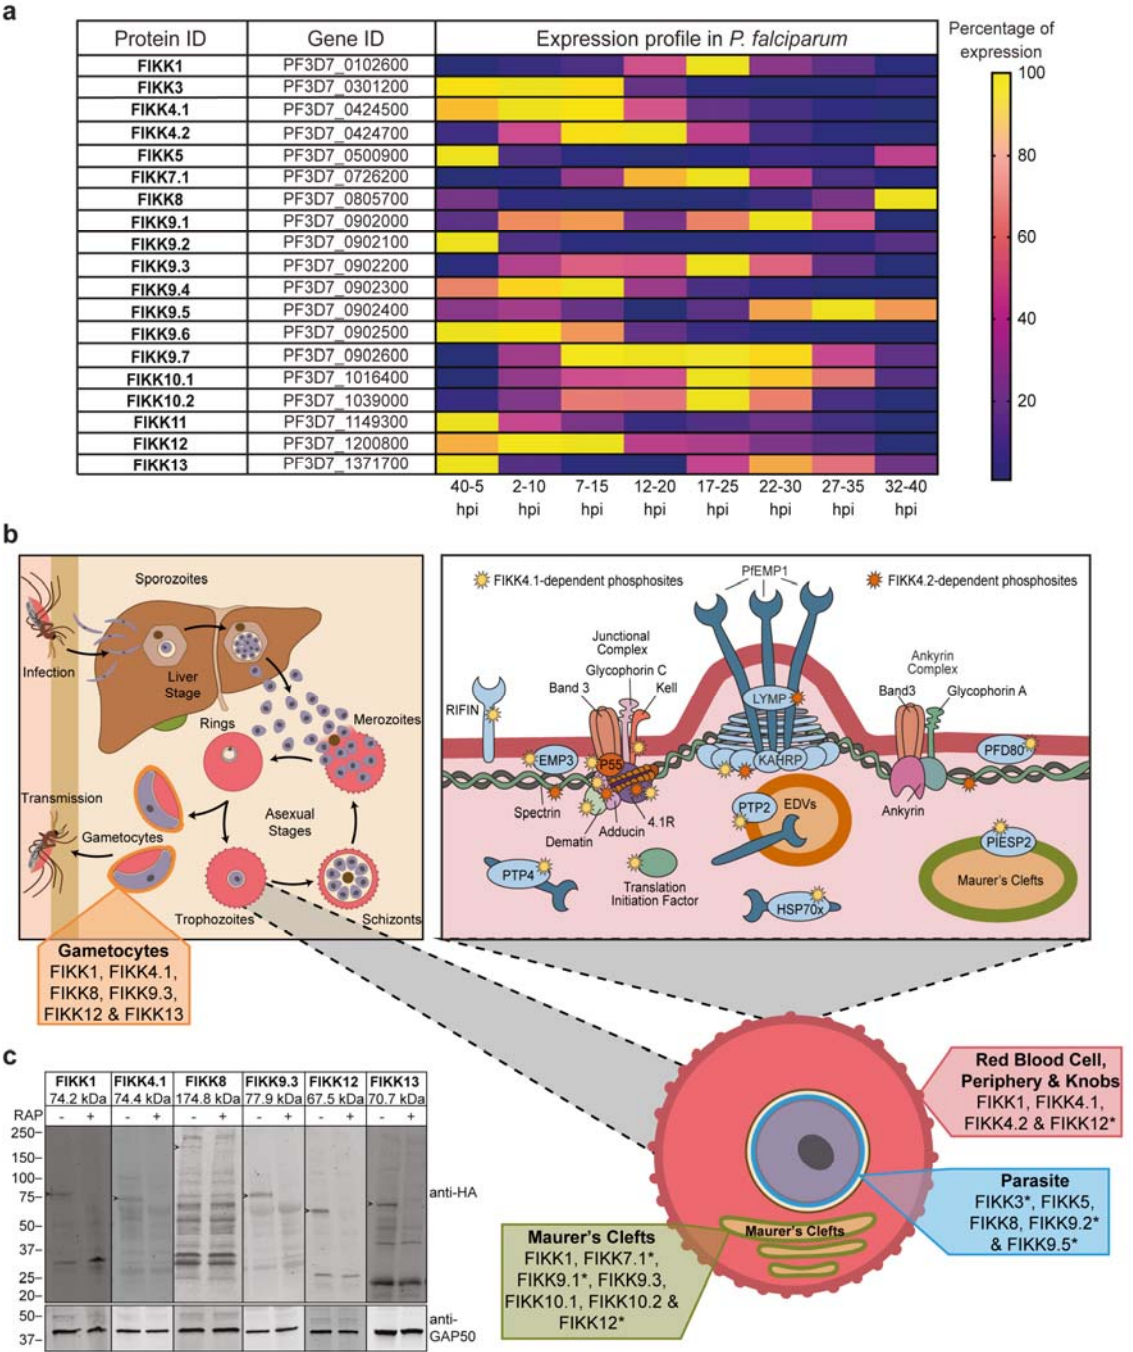 a
Protein ID Gene ID Expression profile in P. falciparum
Percentage of
expression
FIKK1 PF3D7_0102600
FIKK3 PF3D7_0301200
FIKK4.1 PF3D7_0424500
FIKK4.2 PF3D7_0424700
FIKK5 PF3D7_0500900
FIKK7.1 PF3D7_0726200
FIKK8 PF3D7_0805700
FIKK9.1 PF3D7_0902000
FIKK9.2 PF3D7_0902100
FIKK9.3 PF3D7_0902200
FIKK9.4 PF3D7_0902300
FIKK9.5 PF3D7_0902400
FIKK9.6 PF3D7_0902500
FIKK9.7 PF3D7_0902600
FIKK10.1 PF3D7_1016400
FIKK10.2 PF3D7_1039000
FIKK11 PF3D7_1149300
FIKK12 PF3D7_1200800
FIKK13 PF3D7_1371700
100
80
60
40
20
40-5 2-10 7-15 12-20 17-25 22-30 27-35 32-40
hpi hpi hpi hpi hpi hpi hpi hpi
b
Sporozoites
Infection
Liver
Stage
Rings
Merozoites
Transmission
Asexual
Stages
Gametocytes
Trophozoites
Schizonts
Gametocytes
FIKK1, FIKK4.1,
FIKK8, FIKK9.3,
FIKK12 & FIKK13
FIKK4.1-dependent phosphosites
PfEMP1
FIKK4.2-dependent phosphosites
Junctional
Complex
Glycophorin C
Band 3
Kell
Ankyrin
Complex
Band3
Glycophorin A
RIFIN
LYMP
EMP3
P55
KAHRP
PFD80
Spectrin
Dematin
Adducin
4.1R
PTP2
EDVs
Ankyrin
PTP4
Translation
Initiation Factor
HSP70x
PIESP2
Maurer's Clefts
Red Blood Cell,
Periphery & Knobs
FIKK1, FIKK4.1,
FIKK4.2 & FIKK12*
Parasite
FIKK3*, FIKK5,
FIKK8, FIKK9.2*
& FIKK9.5*
Maurer's Clefts
Maurer's Clefts
FIKK1, FIKK7.1*,
FIKK9.1*, FIKK9.3,
FIKK10.1, FIKK10.2 &
FIKK12*
c
FIKK1 FIKK4.1 FIKK8 FIKK9.3 FIKK12 FIKK13
74.2 kDa 74.4 kDa 174.8 kDa 77.9 kDa 67.5 kDa 70.7 kDa
RAP - + - + - + - + - + - +
250
150
100
75
50
37
25
20
anti-HA
50
37
anti-
GAP50